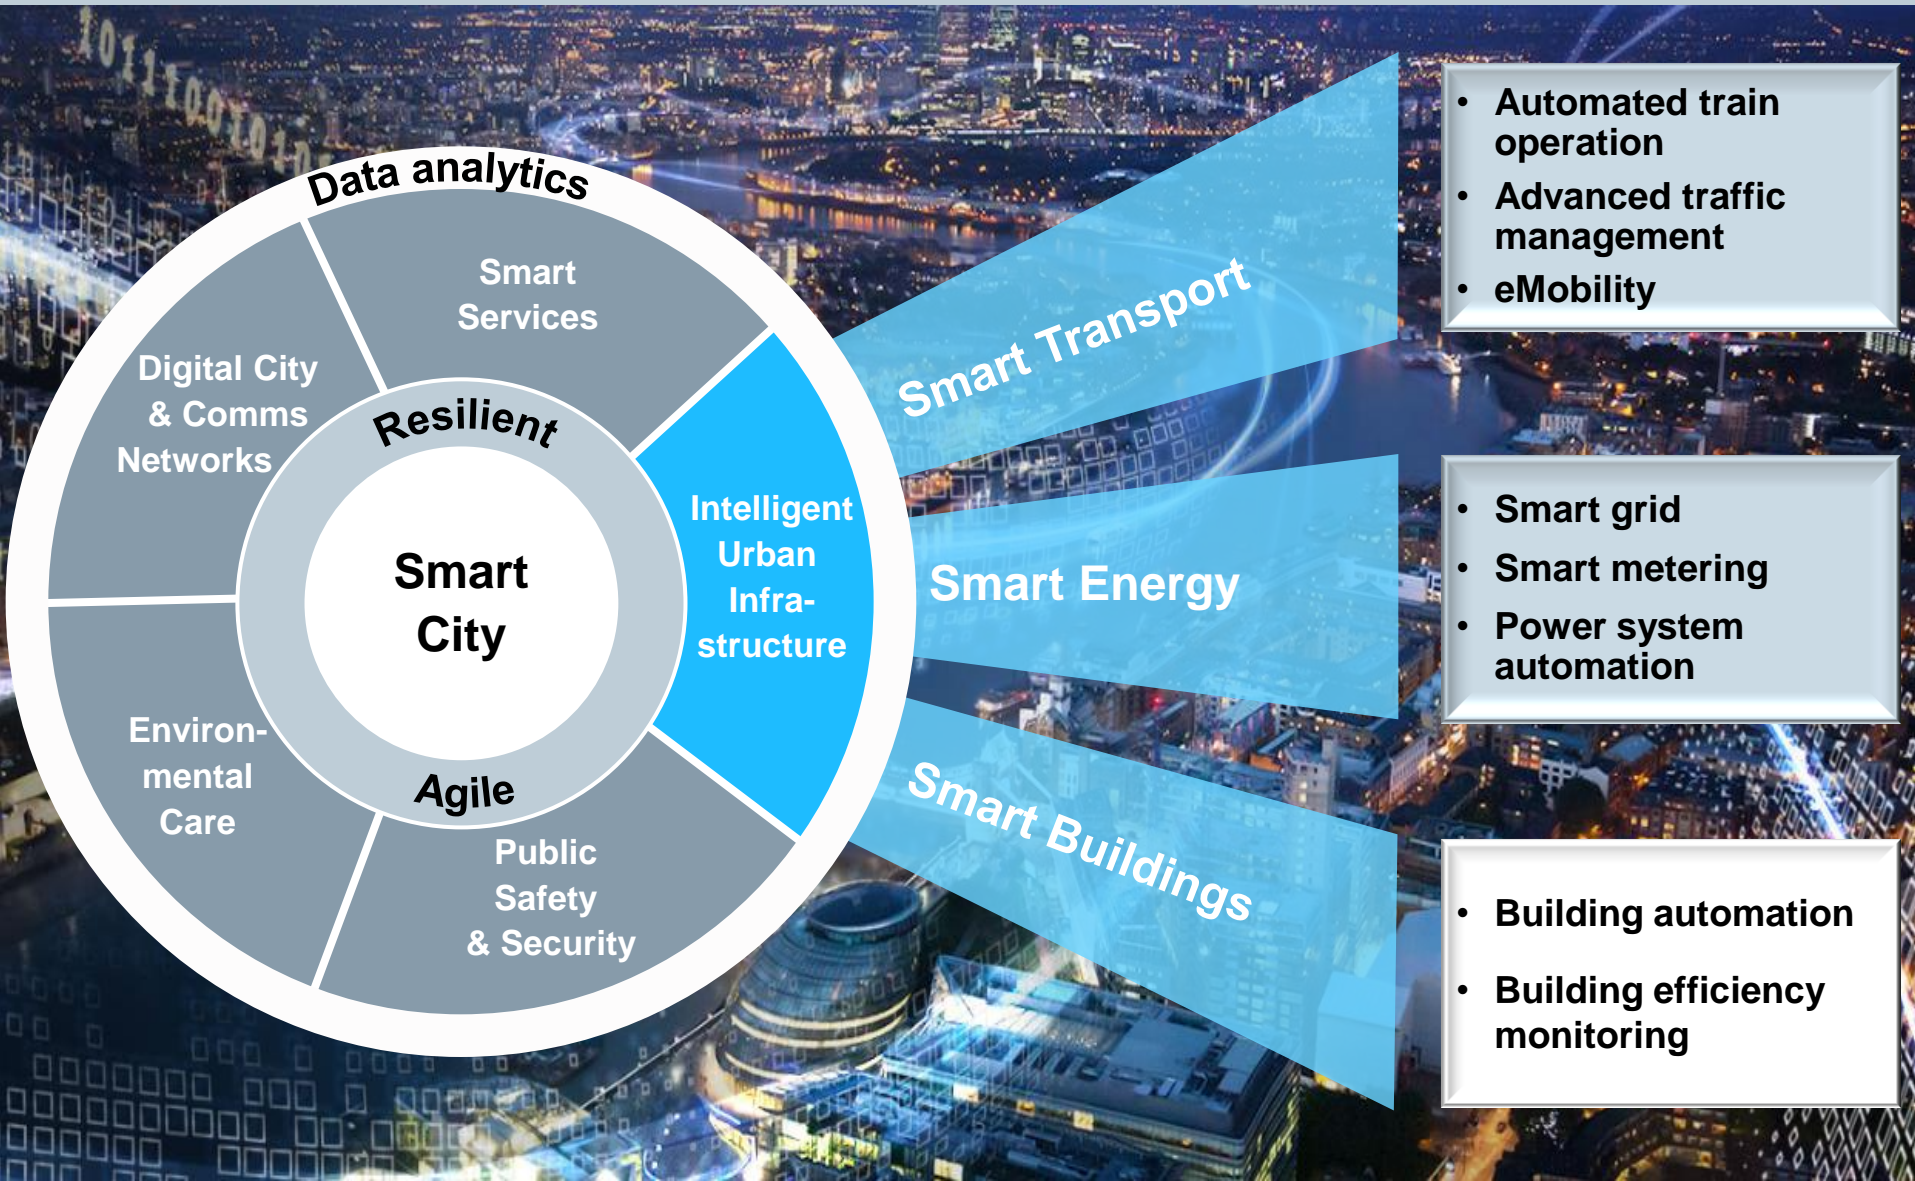 Data analytics
Smart
Services
Digital City
& Comms
Networks
Resilient
Intelligent
Urban
Infra-
structure
Smart
City
Environ-
mental
Care
Agile
Public
Safety
& Security
Smart Transport
• Automated train
operation
• Advanced traffic
management
• eMobility
Smart Energy
• Smart grid
• Smart metering
• Power system
automation
Smart Buildings
• Building automation
• Building efficiency
monitoring